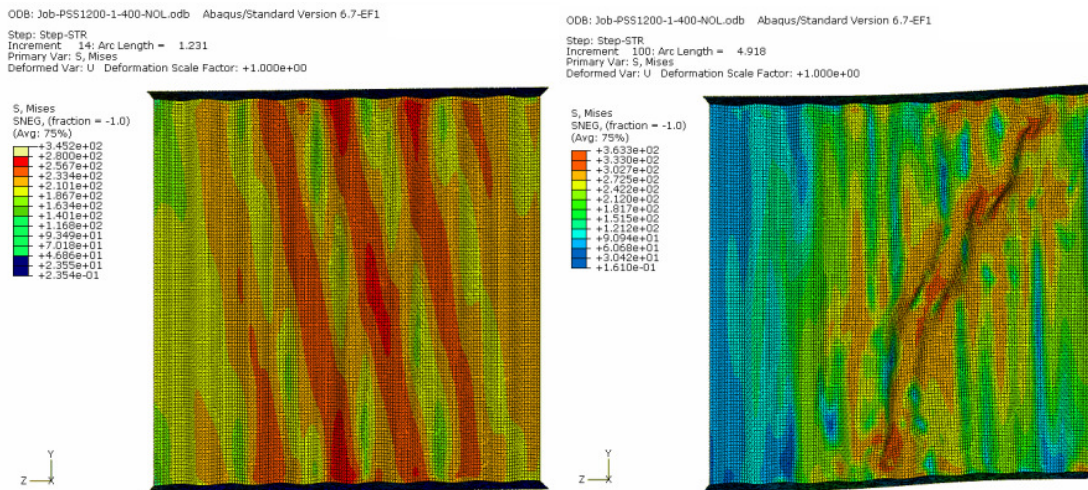 ODB: Job-PSS1200-1-400-NOL.odb Abaqus/Standard Version 6.7-EF1
Step: Step-STR
Increment 14: Arc Length = 1.231
Primary Var: S, Mises
Deformed Var: U Deformation Scale Factor: +1.000e+00
S, Mises
SNEG, (fraction = -1.0)
(Avg: 75%)
+3.452e+02
+2.800e+02
+2.567e+02
+2.334e+02
+2.101e+02
+1.867e+02
+1.634e+02
+1.401e+02
+1.168e+02
+9.349e+01
+7.018e+01
+4.686e+01
+2.355e+01
+2.354e-01
Y
Z
X
ODB: Job-PSS1200-1-400-NOL.odb Abaqus/Standard Version 6.7-EF1
Step: Step-STR
Increment 100: Arc Length = 4.918
Primary Var: S, Mises
Deformed Var: U Deformation Scale Factor: +1.000e+00
S, Mises
SNEG, (fraction = -1.0)
(Avg: 75%)
+3.633e+02
+3.330e+02
+3.027e+02
+2.725e+02
+2.422e+02
+2.120e+02
+1.817e+02
+1.515e+02
+1.212e+02
+9.094e+01
+6.068e+01
+3.042e+01
+1.610e-01
Y
Z
X